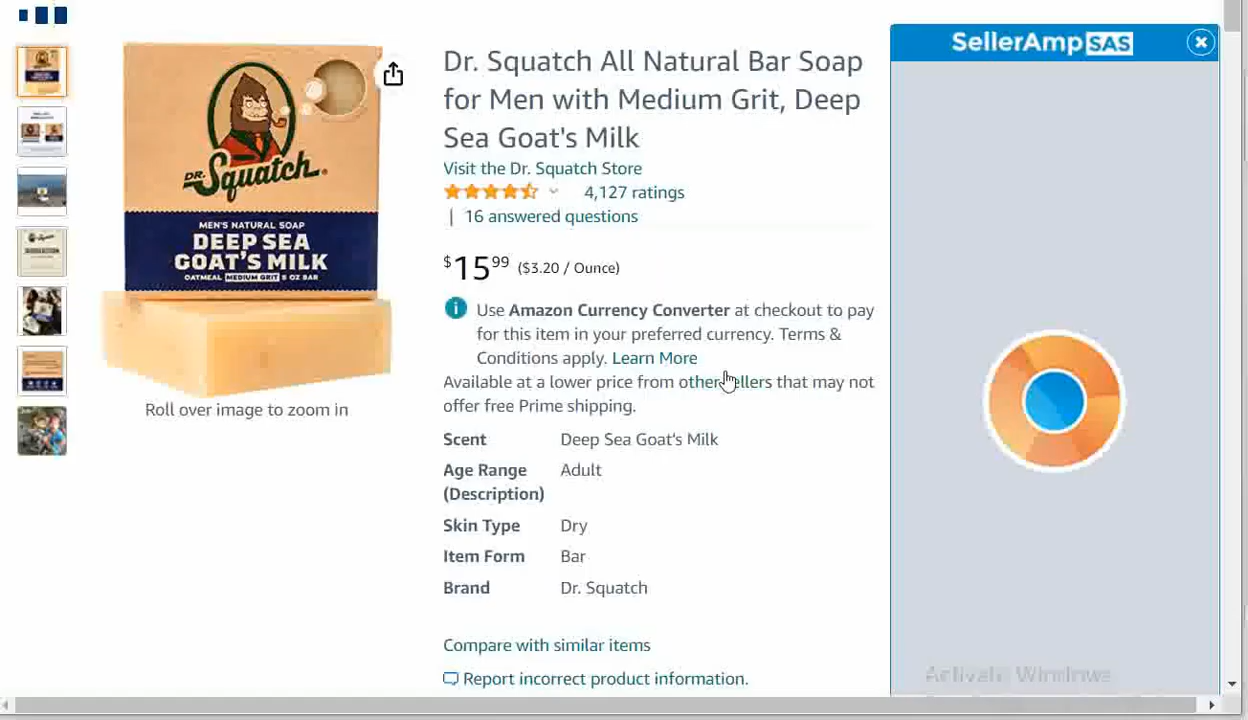 DR.
Squatch.
MEN'S NATURAL SOAP
DEEP SEA
GOAT'S MILK
OATMEAL MEDIUM GRIT 5 OZ BAR
Roll over image to zoom in
Dr. Squatch All Natural Bar Soap
for Men with Medium Grit, Deep
Sea Goat's Milk
Visit the Dr. Squatch Store
4,127 ratings
| 16 answered questions
$15 99 ($3.20 / Ounce)
i Use Amazon Currency Converter at checkout to pay
for this item in your preferred currency. Terms &
Conditions apply. Learn More
Available at a lower price from other sellers that may not
offer free Prime shipping.
Scent Deep Sea Goat's Milk
Age Range Adult
(Description)
Skin Type Dry
Item Form Bar
Brand Dr. Squatch
Compare with similar items
Report incorrect product information.
SellerAmp SAS
Activate Windows